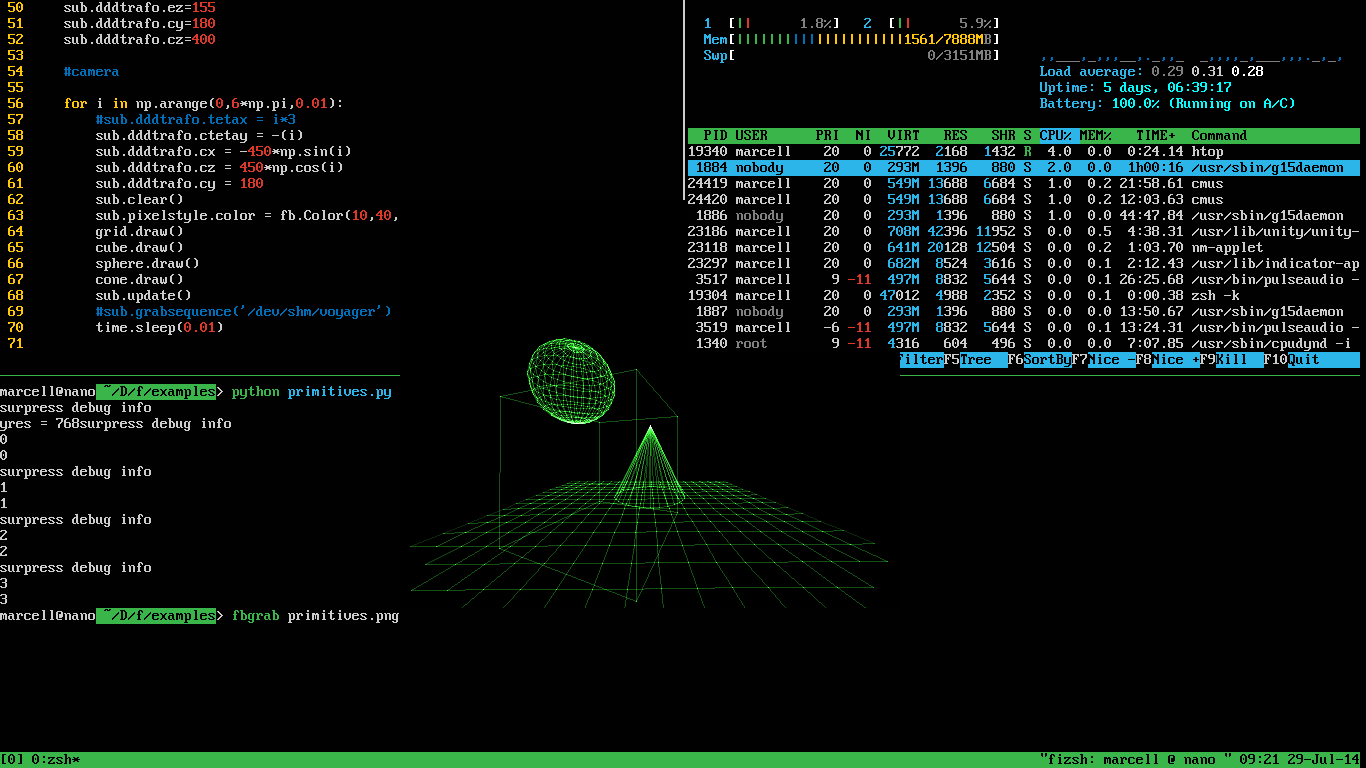 50     sub.dddtrafo.ez=155
51     sub.dddtrafo.cy=180
52     sub.dddtrafo.cz=400
53
54     #camera
55
56     for i in np.arange(0,6*np.pi,0.01):
57         #sub.dddtrafo.tetax = i*3
58         sub.dddtrafo.ctetay = -(i)
59         sub.dddtrafo.cx = -450*np.sin(i)
60         sub.dddtrafo.cz = 450*np.cos(i)
61         sub.dddtrafo.cy = 180
62         sub.clear()
63         sub.pixelstyle.color = fb.Color(10,40,
64         grid.draw()
65         cube.draw()
66         sphere.draw()
67         cone.draw()
68         sub.update()
69         #sub.grabsequence('/dev/shm/voyager')
70         time.sleep(0.01)
71
1  [|| 1.8%]   2  [|| 5.9%]
Mem[||||||||||||||||||||1561/7888MB]
Swp[ 0/3151MB]
Load average: 0.29 0.31 0.28
Uptime: 5 days, 06:39:17
Battery: 100.0% (Running on A/C)
PID USER PRI NI VIRT RES SHR S CPU% MEM% TIME+ Command
19340 marcell 20 0 25772 2168 1432 R 4.0 0.0 0:24.14 htop
1884 nobody 20 0 293M 1396 880 S 2.0 0.0 1h00:16 /usr/sbin/g15daemon
24419 marcell 20 0 549M 13688 6684 S 1.0 0.2 21:58.61 cmus
24420 marcell 20 0 549M 13688 6684 S 1.0 0.2 12:03.63 cmus
1886 nobody 20 0 293M 1396 880 S 1.0 0.0 44:47.84 /usr/sbin/g15daemon
23186 marcell 20 0 708M 42396 11952 S 0.0 0.5 4:38.31 /usr/lib/unity/unity-
23118 marcell 20 0 641M 20128 12504 S 0.0 0.2 1:03.70 nm-applet
23297 marcell 20 0 682M 8524 3616 S 0.0 0.1 2:12.43 /usr/lib/indicator-ap
3517 marcell 9 -11 497M 8832 5644 S 0.0 0.1 26:25.68 /usr/bin/pulseaudio -
19304 marcell 20 0 47012 4988 2352 S 0.0 0.1 0:00.38 zsh -k
1887 nobody 20 0 293M 1396 880 S 0.0 0.0 13:50.67 /usr/sbin/g15daemon
3519 marcell -6 -11 497M 8832 5644 S 0.0 0.1 13:24.31 /usr/bin/pulseaudio -
1340 root 9 -11 4316 604 496 S 0.0 0.0 7:07.85 /usr/sbin/cpudynd -i
FilterF5Tree  F6SortByF7Nice -F8Nice +F9Kill  F10Quit
marcell@nano ~/D/f/examples> python primitives.py
surpress debug info
yres = 768surpress debug info
0
0
surpress debug info
1
1
surpress debug info
2
2
surpress debug info
3
3
marcell@nano ~/D/f/examples> fbgrab primitives.png
[0] 0:zsh* "fizsh: marcell @ nano " 09:21 29-Jul-14